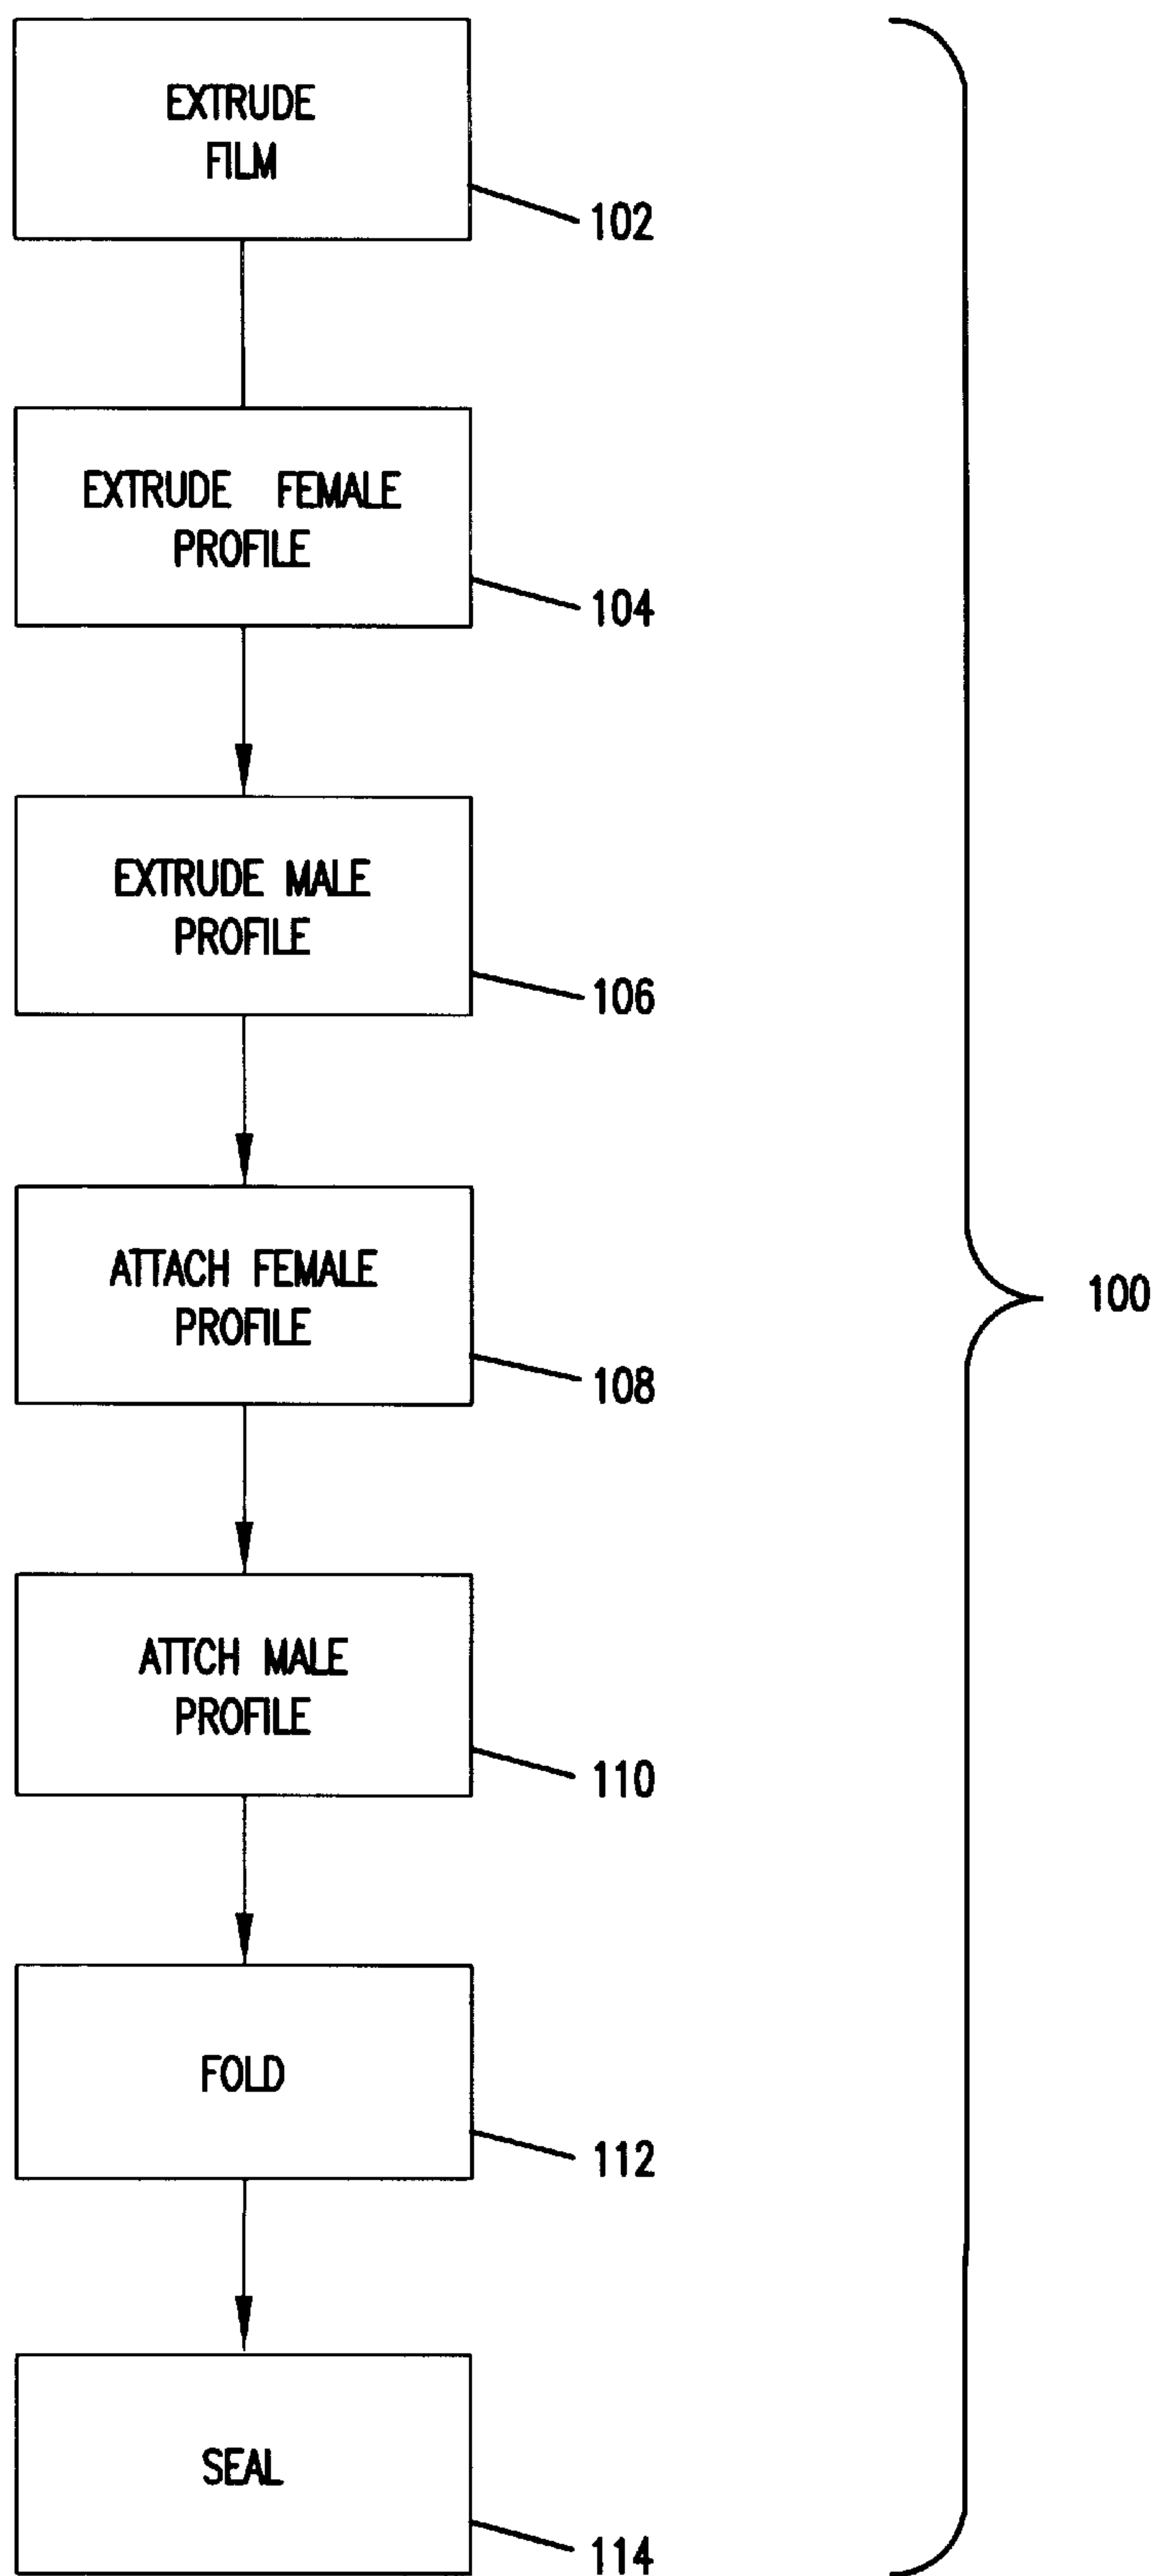 EXTRUDE
FILM
102
EXTRUDE FEMALE
PROFILE
104
EXTRUDE MALE
PROFILE
106
ATTACH FEMALE
PROFILE
108
100
ATTCH MALE
PROFILE
110
FOLD
112
SEAL
114